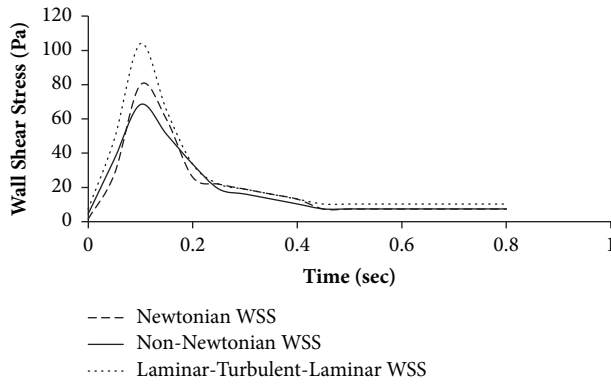 Wall Shear Stress (Pa)
120
100
80
60
40
20
0
0 0.2 0.4 0.6 0.8 1
Time (sec)
Newtonian WSS
Non-Newtonian WSS
Laminar-Turbulent-Laminar WSS